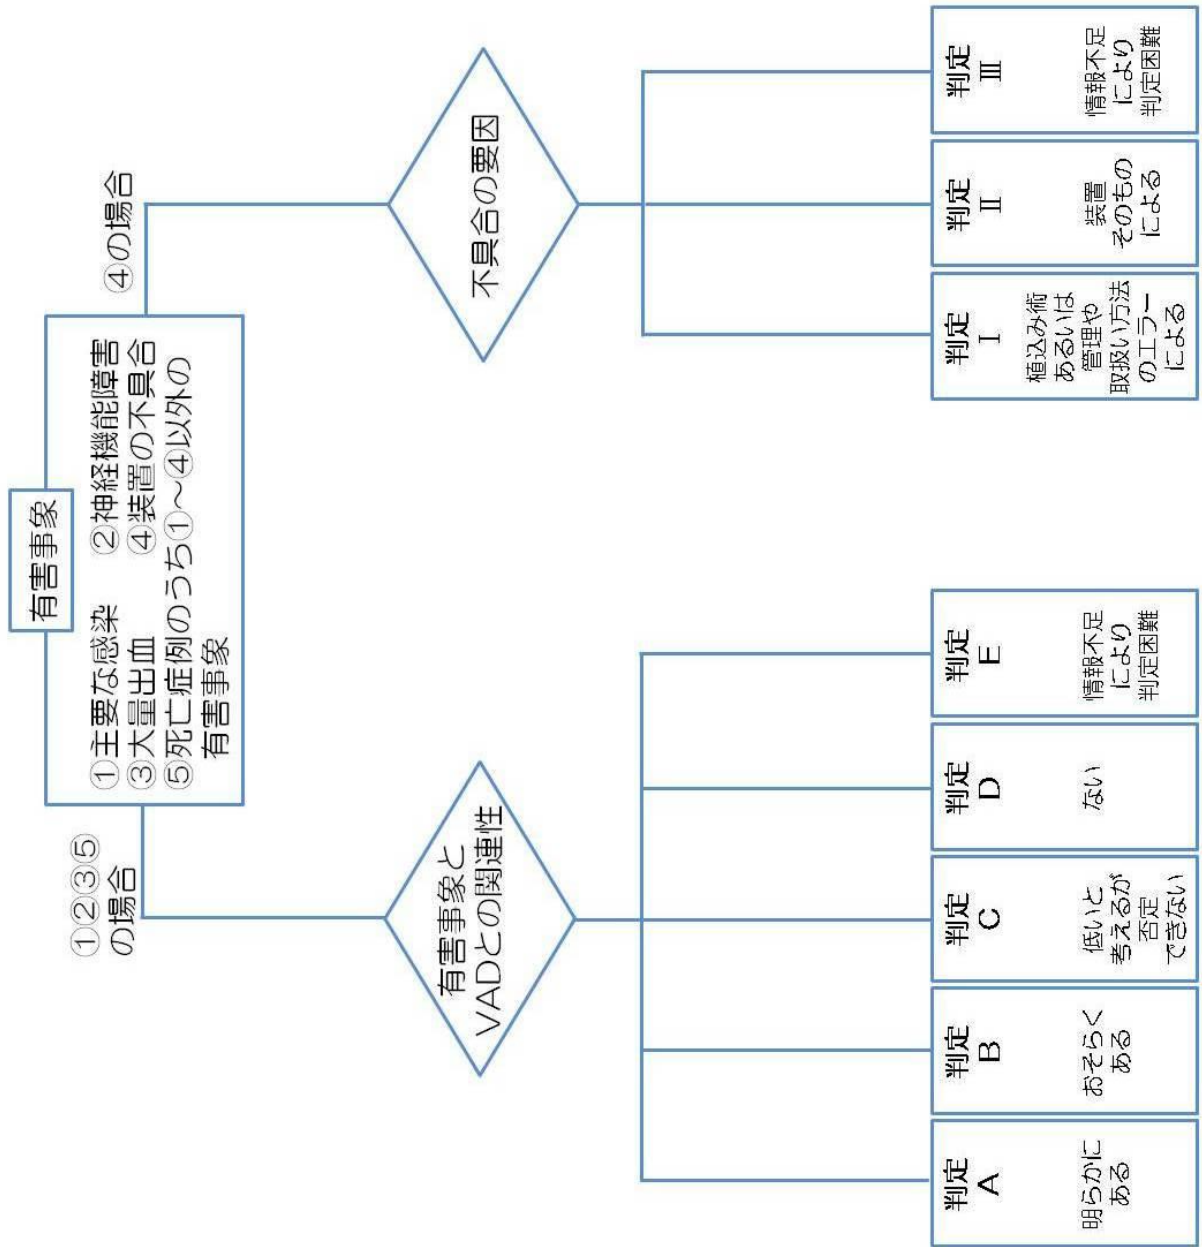 有害事象
①主要な感染　②神経機能障害
③大量出血　④装置の不具合
⑤死亡症例のうち①～④以外の
有害事象
①②③⑤
の場合
④の場合
有害事象と
VADとの関連性
不具合の要因
判定
A
明らかに
ある
判定
B
おそらく
ある
判定
C
低いと
考えるが
否定
できない
判定
D
ない
判定
E
情報不足
により
判定困難
判定
Ⅰ
植込み術
あるいは
管理や
取扱い方法
のエラー
による
判定
Ⅱ
装置
そのもの
による
判定
Ⅲ
情報不足
により
判定困難